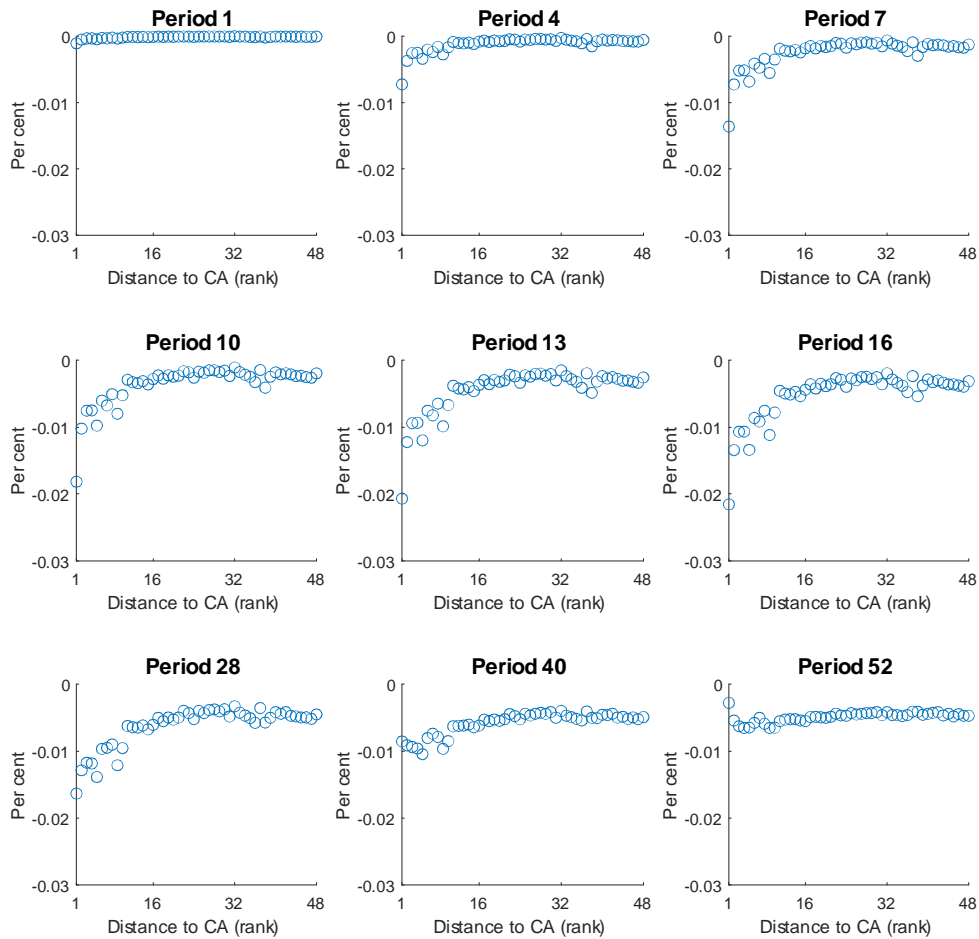 Period 1
Per cent
0
-0.01
-0.02
-0.03
1 16 32 48
Distance to CA (rank)
Period 4
Per cent
0
-0.01
-0.02
-0.03
1 16 32 48
Distance to CA (rank)
Period 7
Per cent
0
-0.01
-0.02
-0.03
1 16 32 48
Distance to CA (rank)
Period 10
Per cent
0
-0.01
-0.02
-0.03
1 16 32 48
Distance to CA (rank)
Period 13
Per cent
0
-0.01
-0.02
-0.03
1 16 32 48
Distance to CA (rank)
Period 16
Per cent
0
-0.01
-0.02
-0.03
1 16 32 48
Distance to CA (rank)
Period 28
Per cent
0
-0.01
-0.02
-0.03
1 16 32 48
Distance to CA (rank)
Period 40
Per cent
0
-0.01
-0.02
-0.03
1 16 32 48
Distance to CA (rank)
Period 52
Per cent
0
-0.01
-0.02
-0.03
1 16 32 48
Distance to CA (rank)